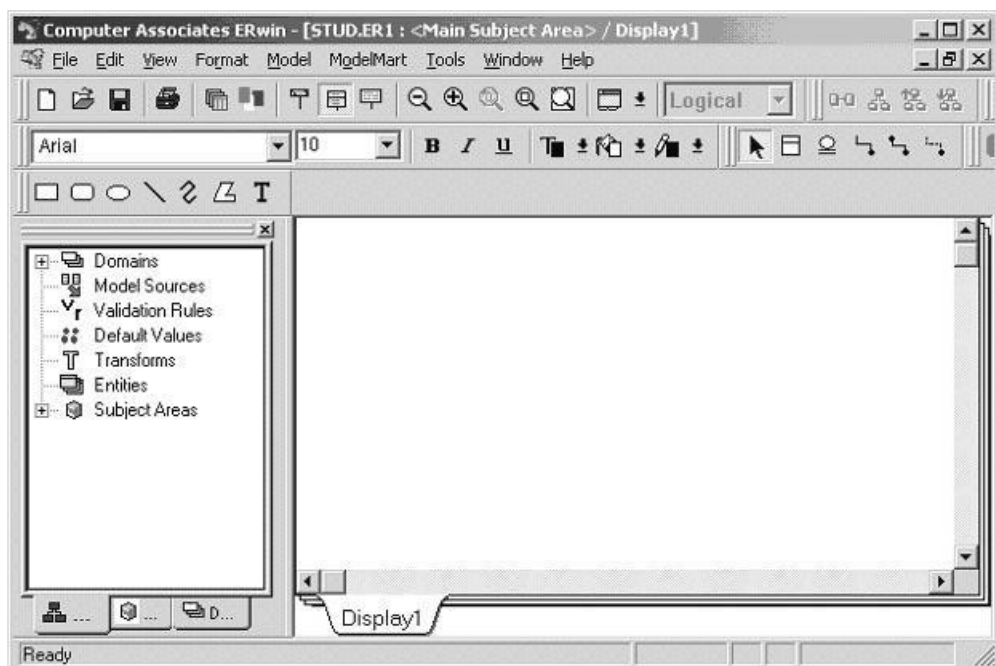 Computer Associates ERwin - [STUD.ER1 : <Main Subject Area> / Display1]
File Edit View Format Model ModelMart Tools Window Help
Logical
Arial 10 B I U
T
Domains
Model Sources
Validation Rules
Default Values
Transforms
Entities
Subject Areas
... ... D...
Display1
Ready